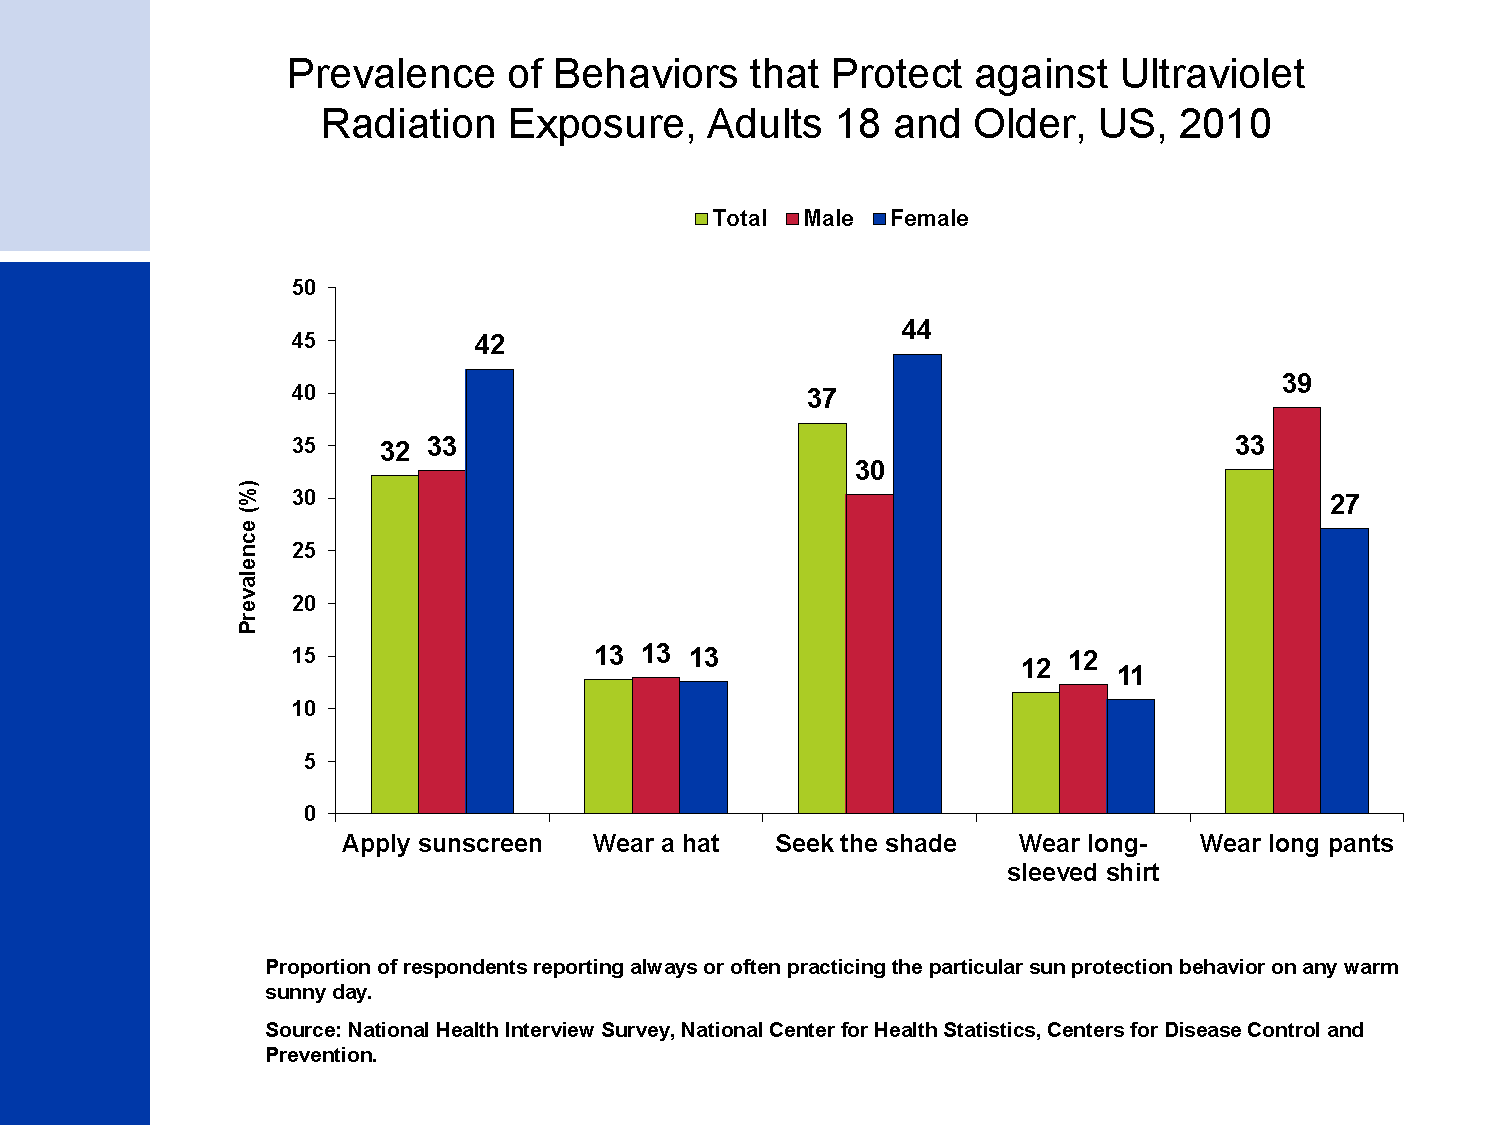 Prevalence of Behaviors that Protect against Ultraviolet
Radiation Exposure, Adults 18 and Older, US, 2010
Total Male Female
Prevalence (%)
50
45
40
35
30
25
20
15
10
5
0
32 33 42
13 13 13
37 30 44
12 12 11
33 39 27
Apply sunscreen
Wear a hat
Seek the shade
Wear long-
sleeved shirt
Wear long pants
Proportion of respondents reporting always or often practicing the particular sun protection behavior on any warm
sunny day.
Source: National Health Interview Survey, National Center for Health Statistics, Centers for Disease Control and
Prevention.